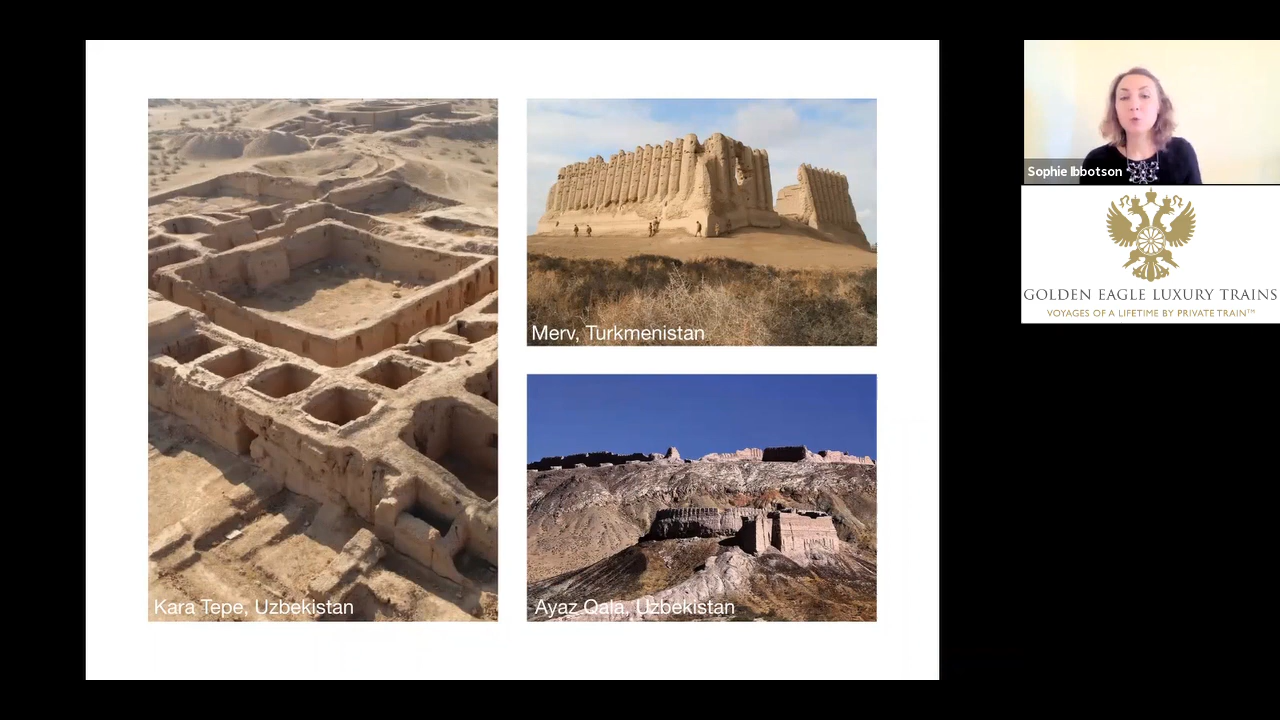 Kara Tepe, Uzbekistan
Merv, Turkmenistan
Ayaz Qala, Uzbekistan
Sophie Ibbotson
GOLDEN EAGLE LUXURY TRAINS
VOYAGES OF A LIFETIME BY PRIVATE TRAIN™